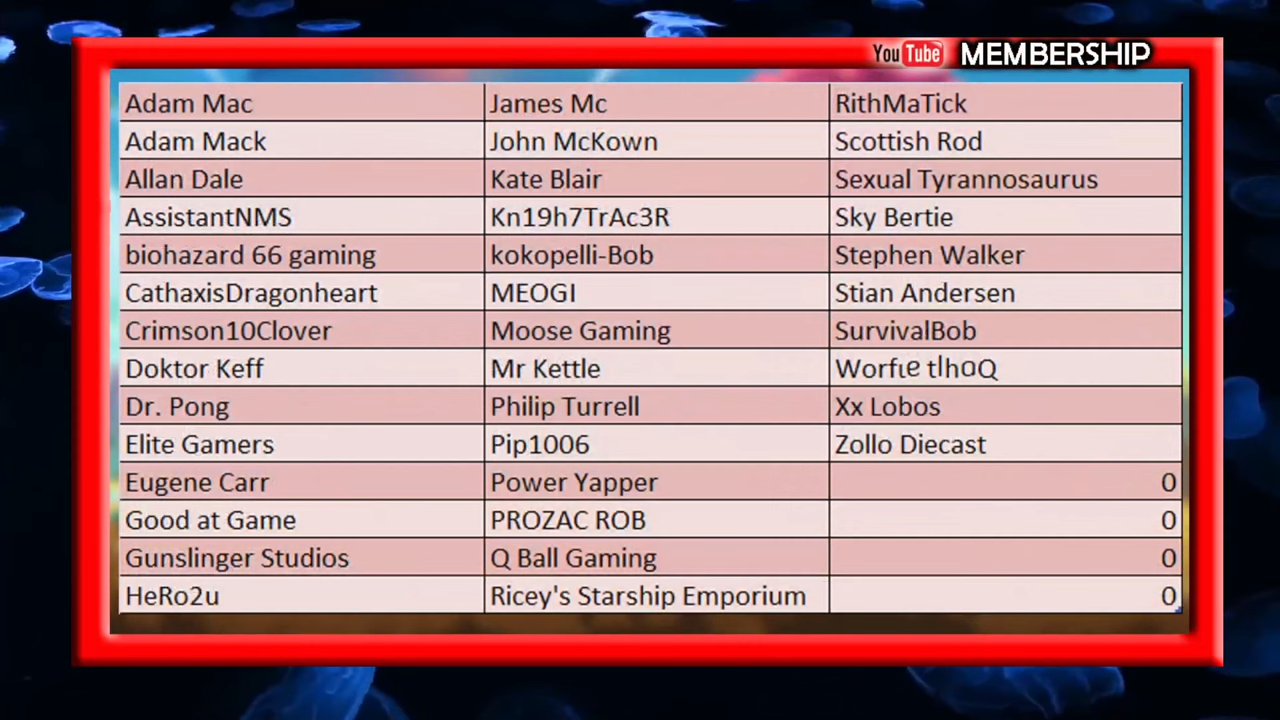 YouTube MEMBERSHIP
Adam Mac James Mc RithMaTick
Adam Mack John McKown Scottish Rod
Allan Dale Kate Blair Sexual Tyrannosaurus
AssistantNMS Kn19h7TrAc3R Sky Bertie
biohazard 66 gaming kokopelli-Bob Stephen Walker
CathaxisDragonheart MEOGI Stian Andersen
Crimson10Clover Moose Gaming SurvivalBob
Doktor Keff Mr Kettle
Dr. Pong Philip Turrell Xx Lobos
Elite Gamers Pip1006 Zollo Diecast
Eugene Carr Power Yapper 0
Good at Game PROZAC ROB 0
Gunslinger Studios Q Ball Gaming 0
HeRo2u Ricey's Starship Emporium 0